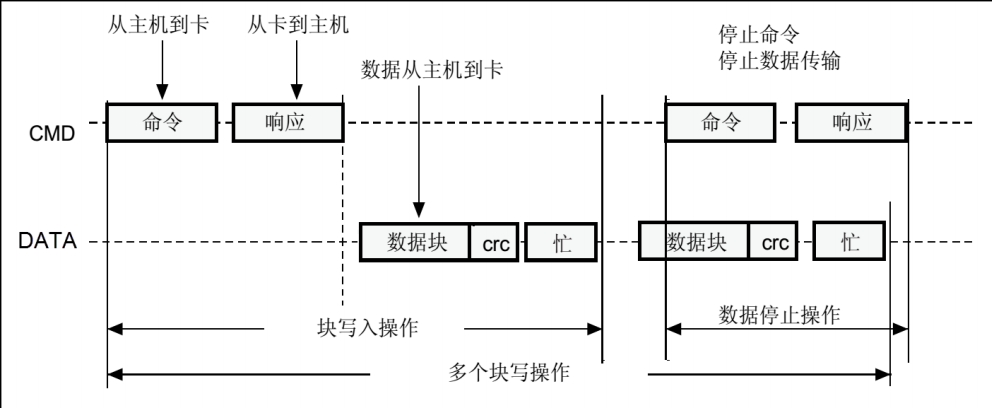 从主机到卡
从卡到主机
停止命令
停止数据传输
数据从主机到卡
CMD
命令
响应
命令
响应
DATA
数据块
crc
忙
数据块
crc
忙
块写入操作
数据停止操作
多个块写操作